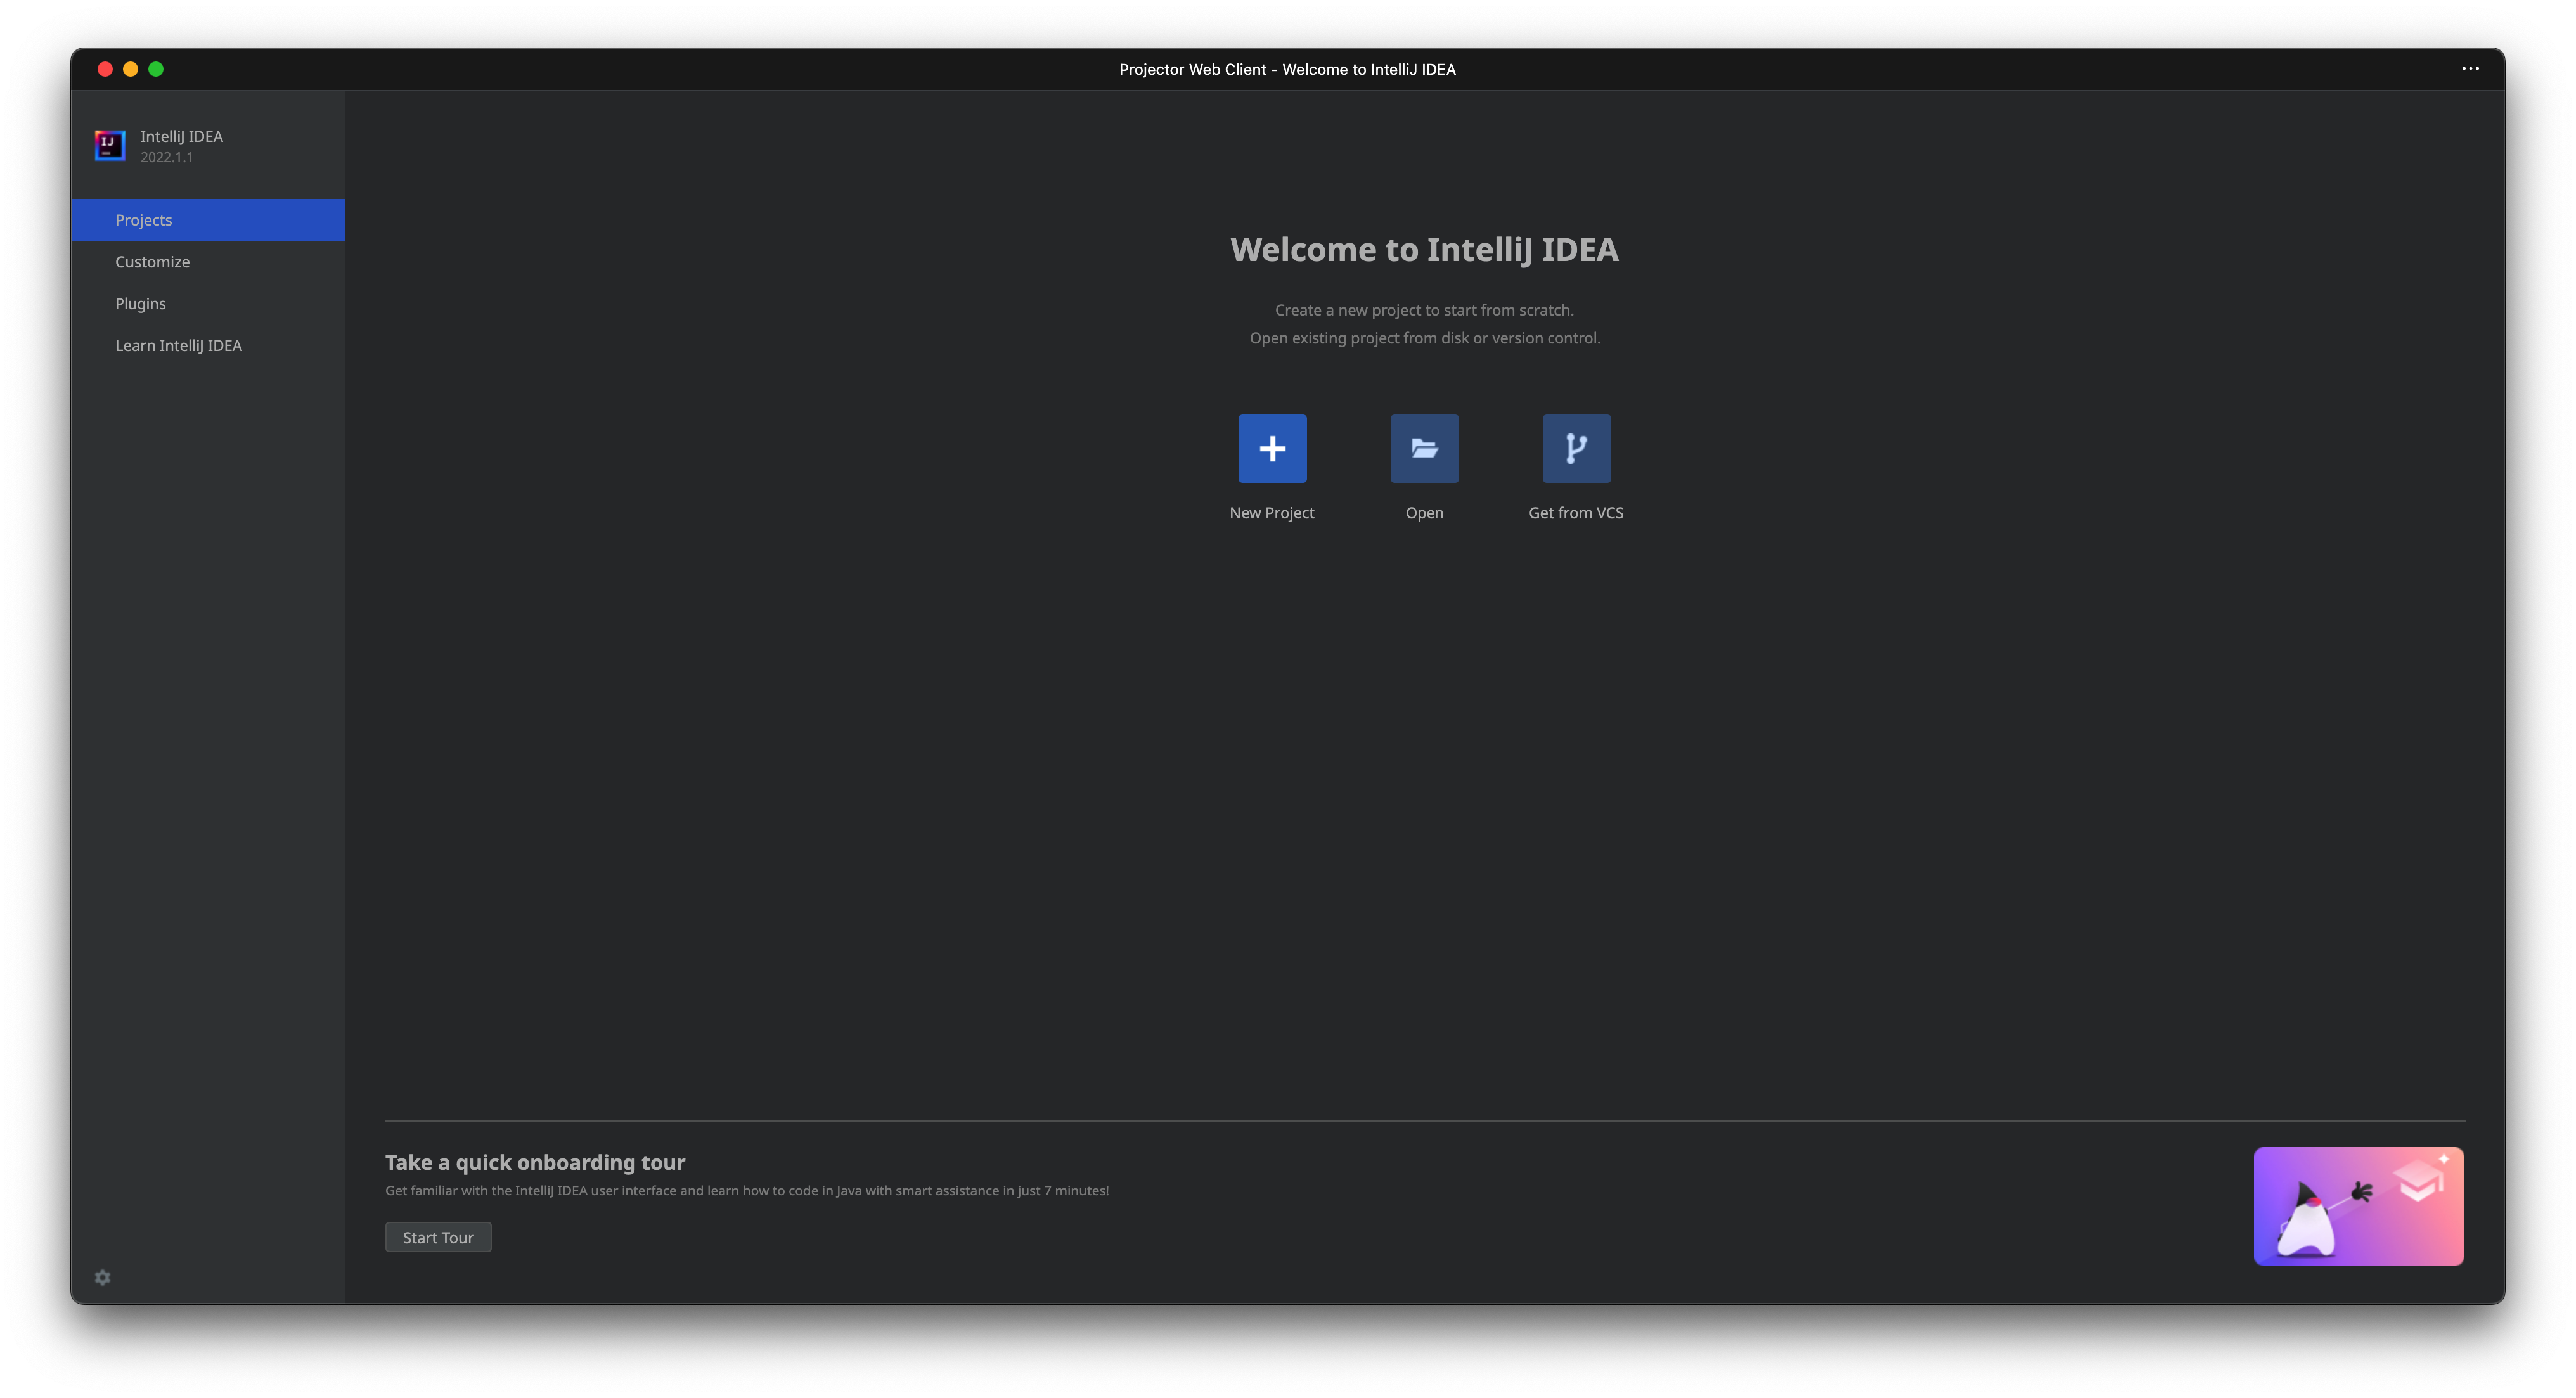 Projector Web Client - Welcome to IntelliJ IDEA
IJ
IntelliJ IDEA
2022.1.1
Projects
Customize
Plugins
Learn IntelliJ IDEA
Welcome to IntelliJ IDEA
Create a new project to start from scratch.
Open existing project from disk or version control.
New Project
Open
Get from VCS
Take a quick onboarding tour
Get familiar with the IntelliJ IDEA user interface and learn how to code in Java with smart assistance in just 7 minutes!
Start Tour